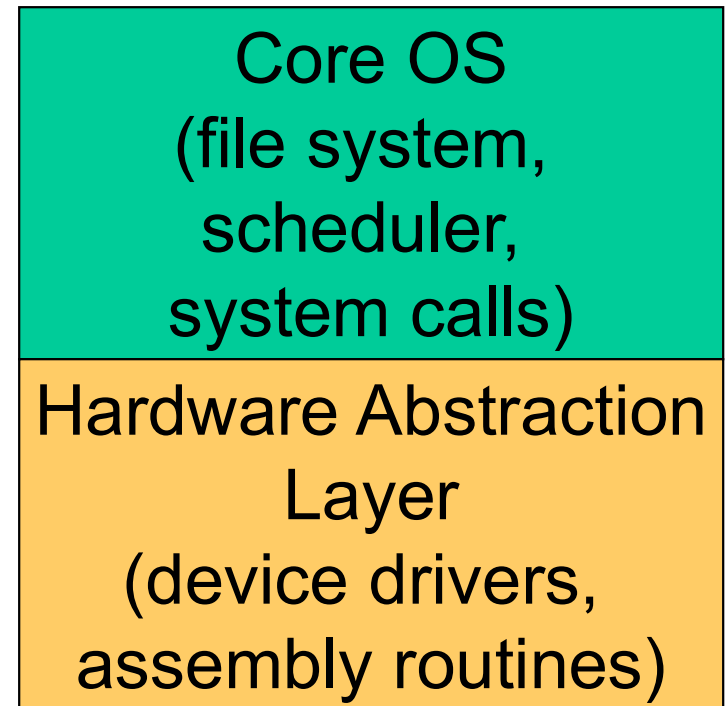 Core OS
(file system,
scheduler,
system calls)
Hardware Abstraction
Layer
(device drivers,
assembly routines)